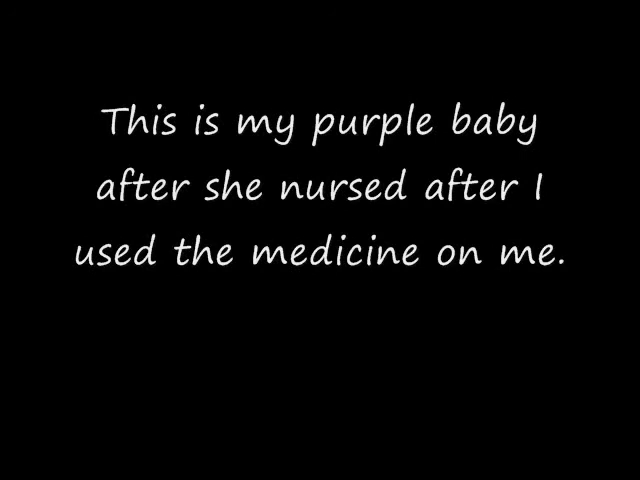 This is my purple baby
after she nursed after I
used the medicine on me.